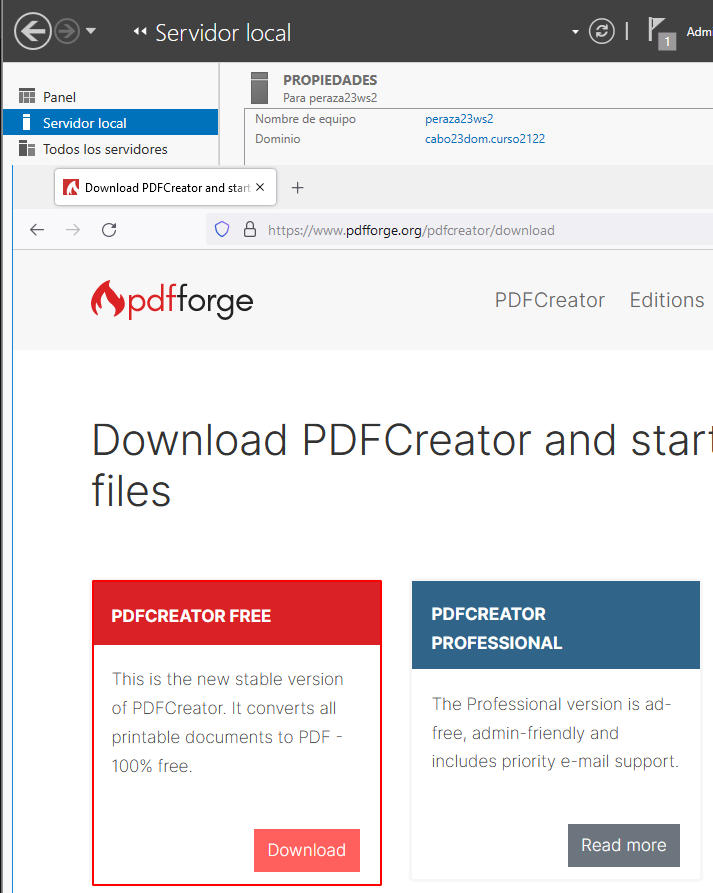 Servidor local
1
Adm
Panel
Servidor local
Todos los servidores
PROPIEDADES
Para peraza23ws2
Nombre de equipo peraza23ws2
Dominio cabo23dom.curso2122
Download PDFCreator and start
https://www.pdfforge.org/pdfcreator/download
pdfforge
PDFCreator Editions
Download PDFCreator and start
files
PDFCREATOR FREE
This is the new stable version
of PDFCreator. It converts all
printable documents to PDF -
100% free.
Download
PDFCREATOR
PROFESSIONAL
The Professional version is ad-
free, admin-friendly and
includes priority e-mail support.
Read more